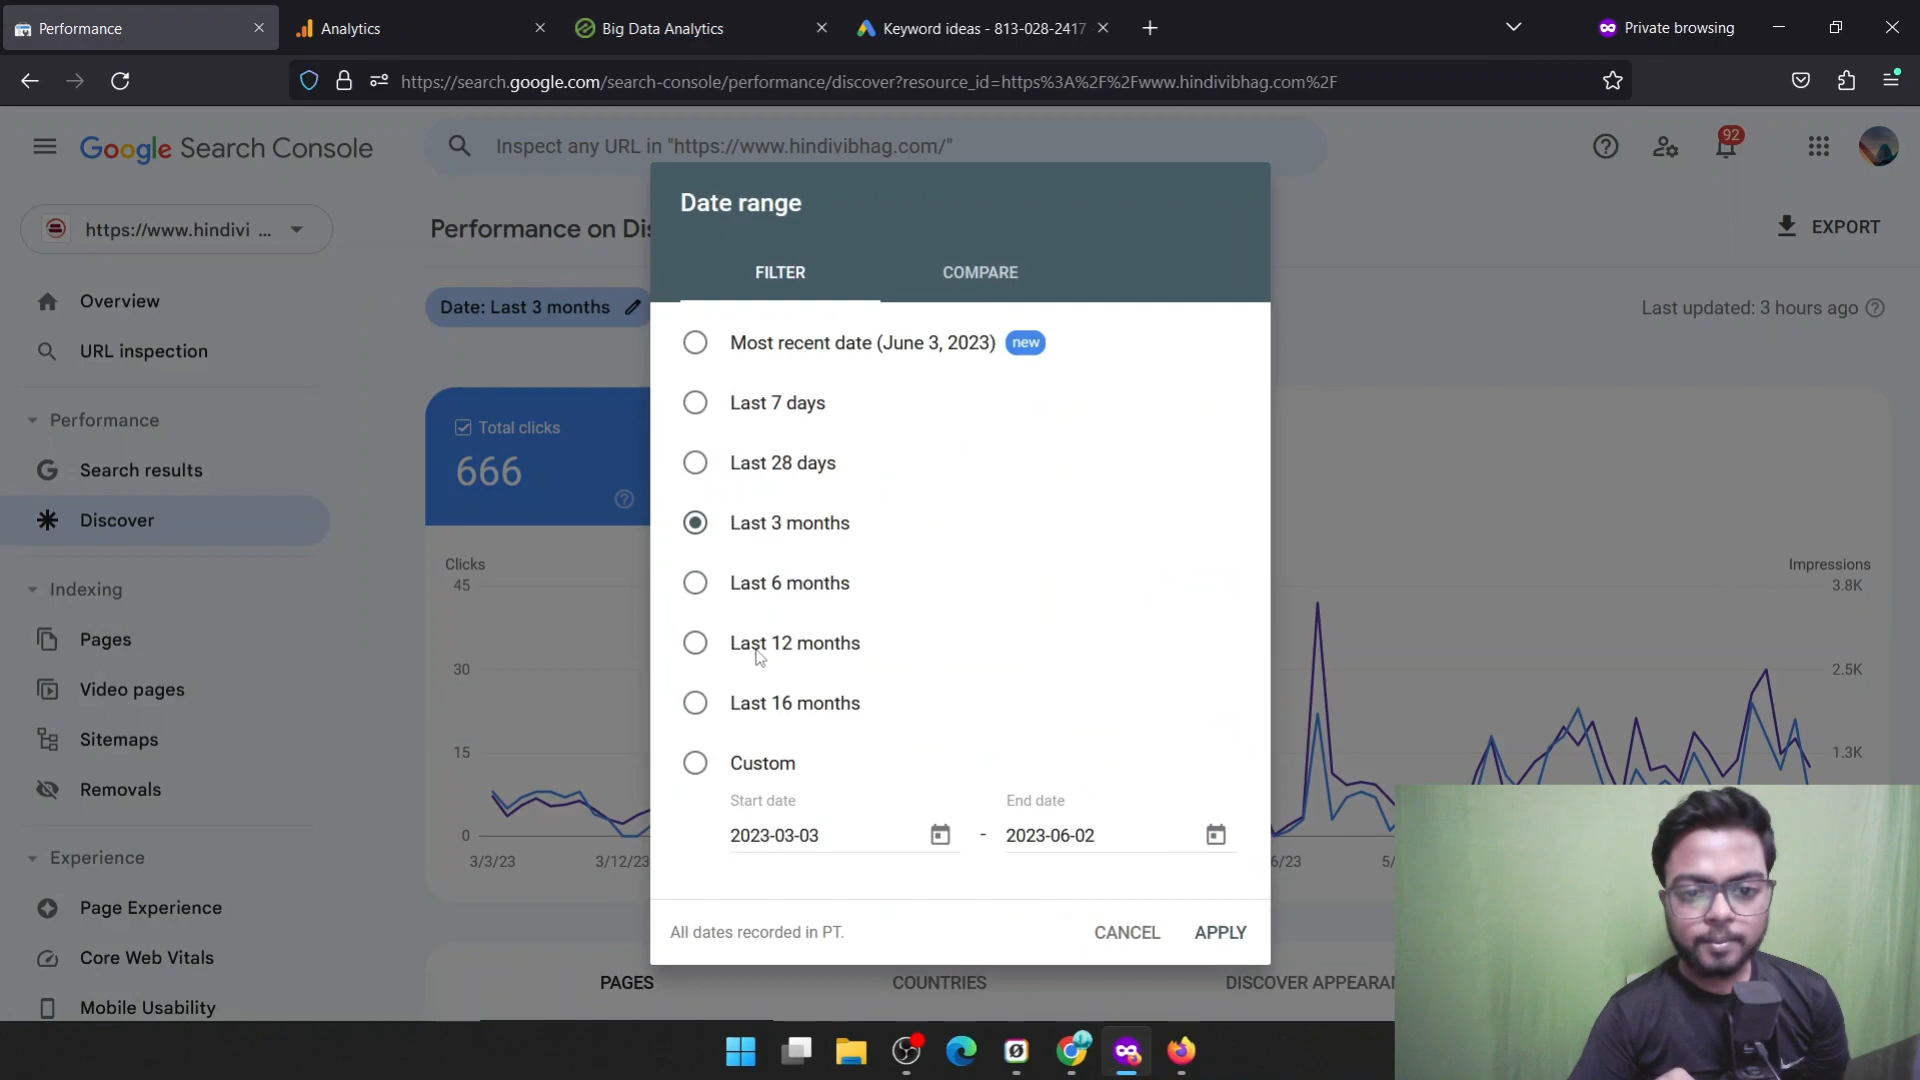 Performance
Analytics
Big Data Analytics
Keyword ideas - 813-028-2417
Private browsing
https://search.google.com/search-console/performance/discover?resource_id=https%3A%2F%2Fwww.hindivibhag.com%2F
Google Search Console
Inspect any URL in "https://www.hindivibhag.com/"
92
https://www.hindivi ...
Performance on Dis
EXPORT
Date: Last 3 months
Last updated: 3 hours ago
Overview
URL inspection
Performance
Search results
Discover
Indexing
Pages
Video pages
Sitemaps
Removals
Experience
Page Experience
Core Web Vitals
Mobile Usability
Total clicks
666
Clicks
45
30
15
0
3/3/23
3/12/23
6/23
5/
Impressions
3.8K
2.5K
1.3K
Date range
FILTER
COMPARE
Most recent date (June 3, 2023) new
Last 7 days
Last 28 days
Last 3 months
Last 6 months
Last 12 months
Last 16 months
Custom
Start date
End date
2023-03-03 - 2023-06-02
All dates recorded in PT.
CANCEL
APPLY
PAGES
COUNTRIES
DISCOVER APPEARAN